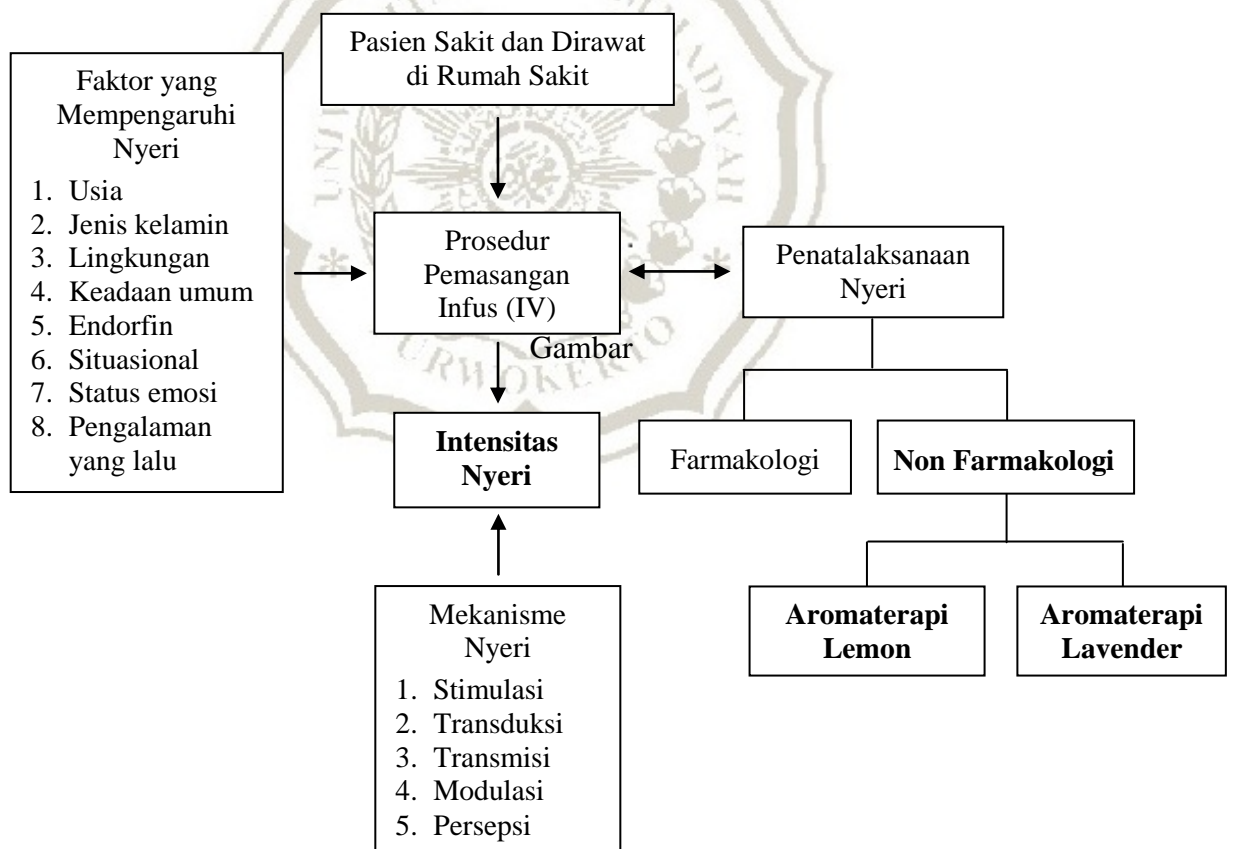 Pasien Sakit dan Dirawat
di Rumah Sakit
Faktor yang
Mempengaruhi
Nyeri
1. Usia
2. Jenis kelamin
3. Lingkungan
4. Keadaan umum
5. Endorfin
6. Situasional
7. Status emosi
8. Pengalaman
yang lalu
Prosedur
Pemasangan
Infus (IV)
Penatalaksanaan
Nyeri
Gambar
Intensitas
Nyeri
Farmakologi
Non Farmakologi
Aromaterapi
Lemon
Aromaterapi
Lavender
Mekanisme
Nyeri
1. Stimulasi
2. Transduksi
3. Transmisi
4. Modulasi
5. Persepsi